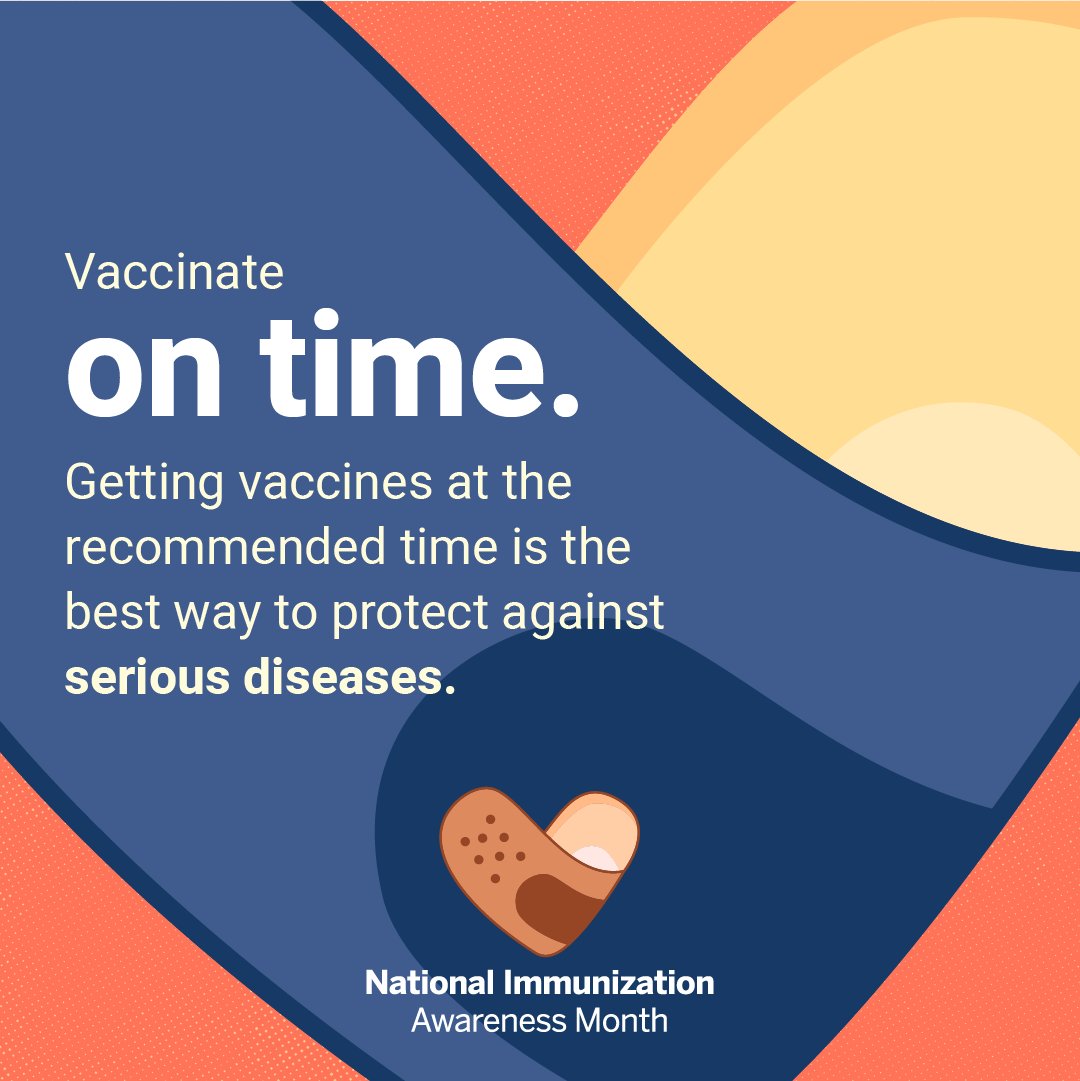 Vaccinate
on time.
Getting vaccines at the
recommended time is the
best way to protect against
serious diseases.
National Immunization
Awareness Month